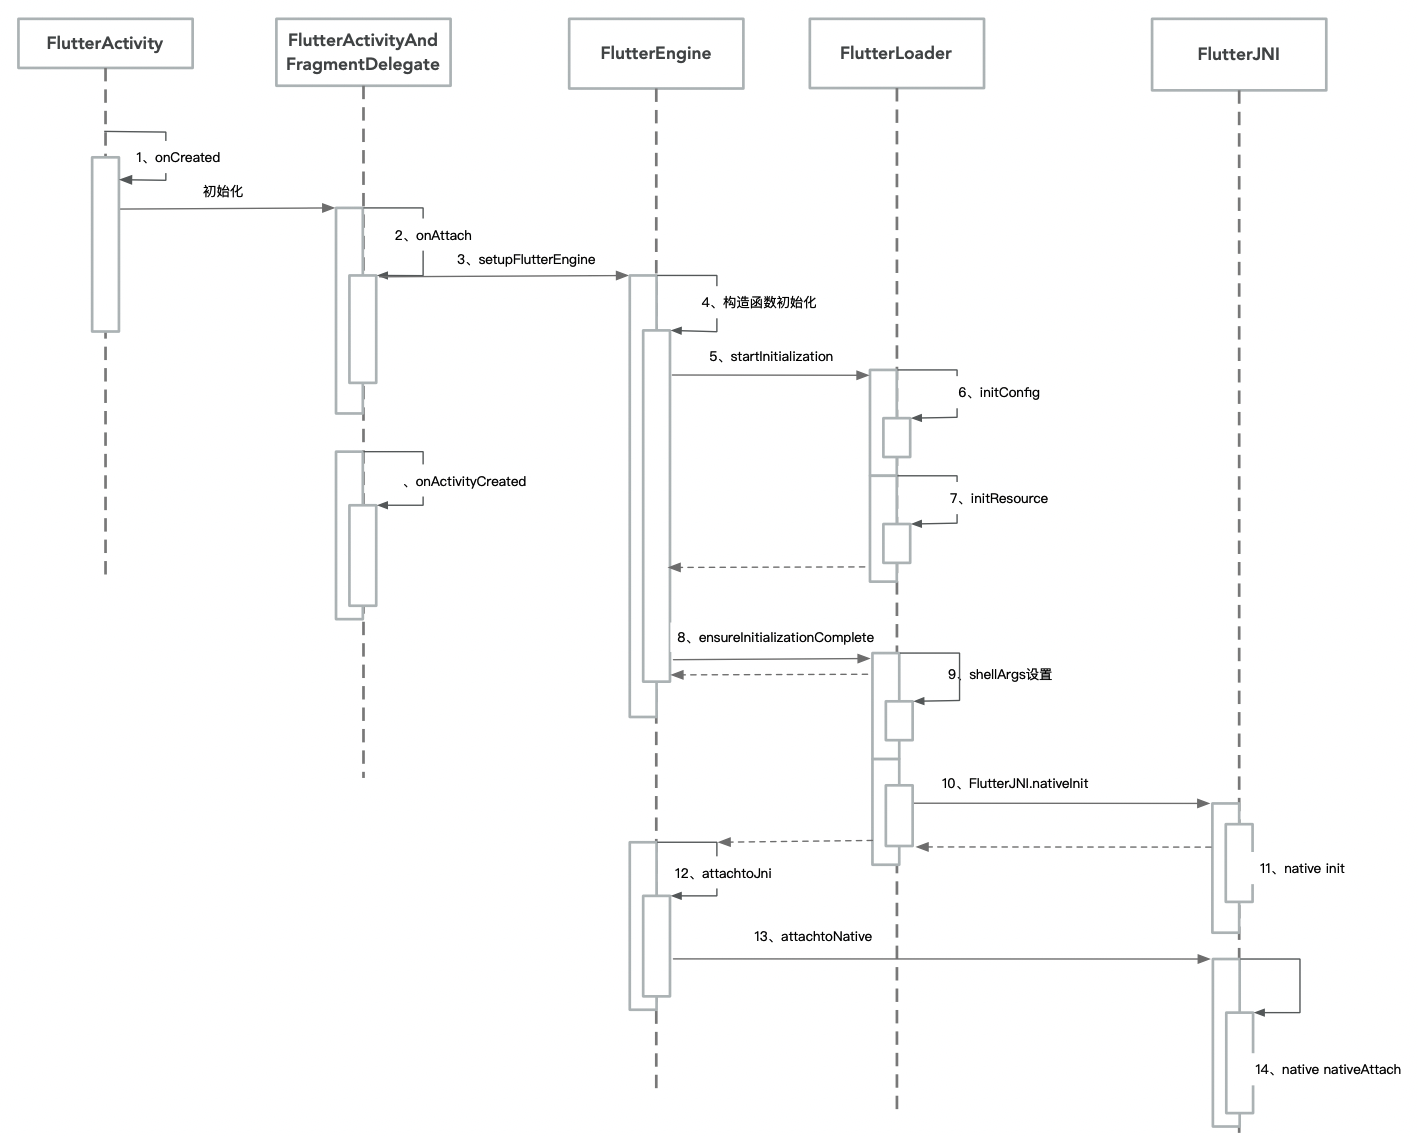 FlutterActivity
FlutterActivityAnd
FragmentDelegate
FlutterEngine
FlutterLoader
FlutterJNI
1、onCreated
初始化
2、onAttach
3、setupFlutterEngine
4、构造函数初始化
5、startInitialization
6、initConfig
、onActivityCreated
7、initResource
8、ensureInitializationComplete
9、shellArgs设置
10、FlutterJNI.nativeInit
11、native init
12、attachtoJni
13、attachtoNative
14、native nativeAttach